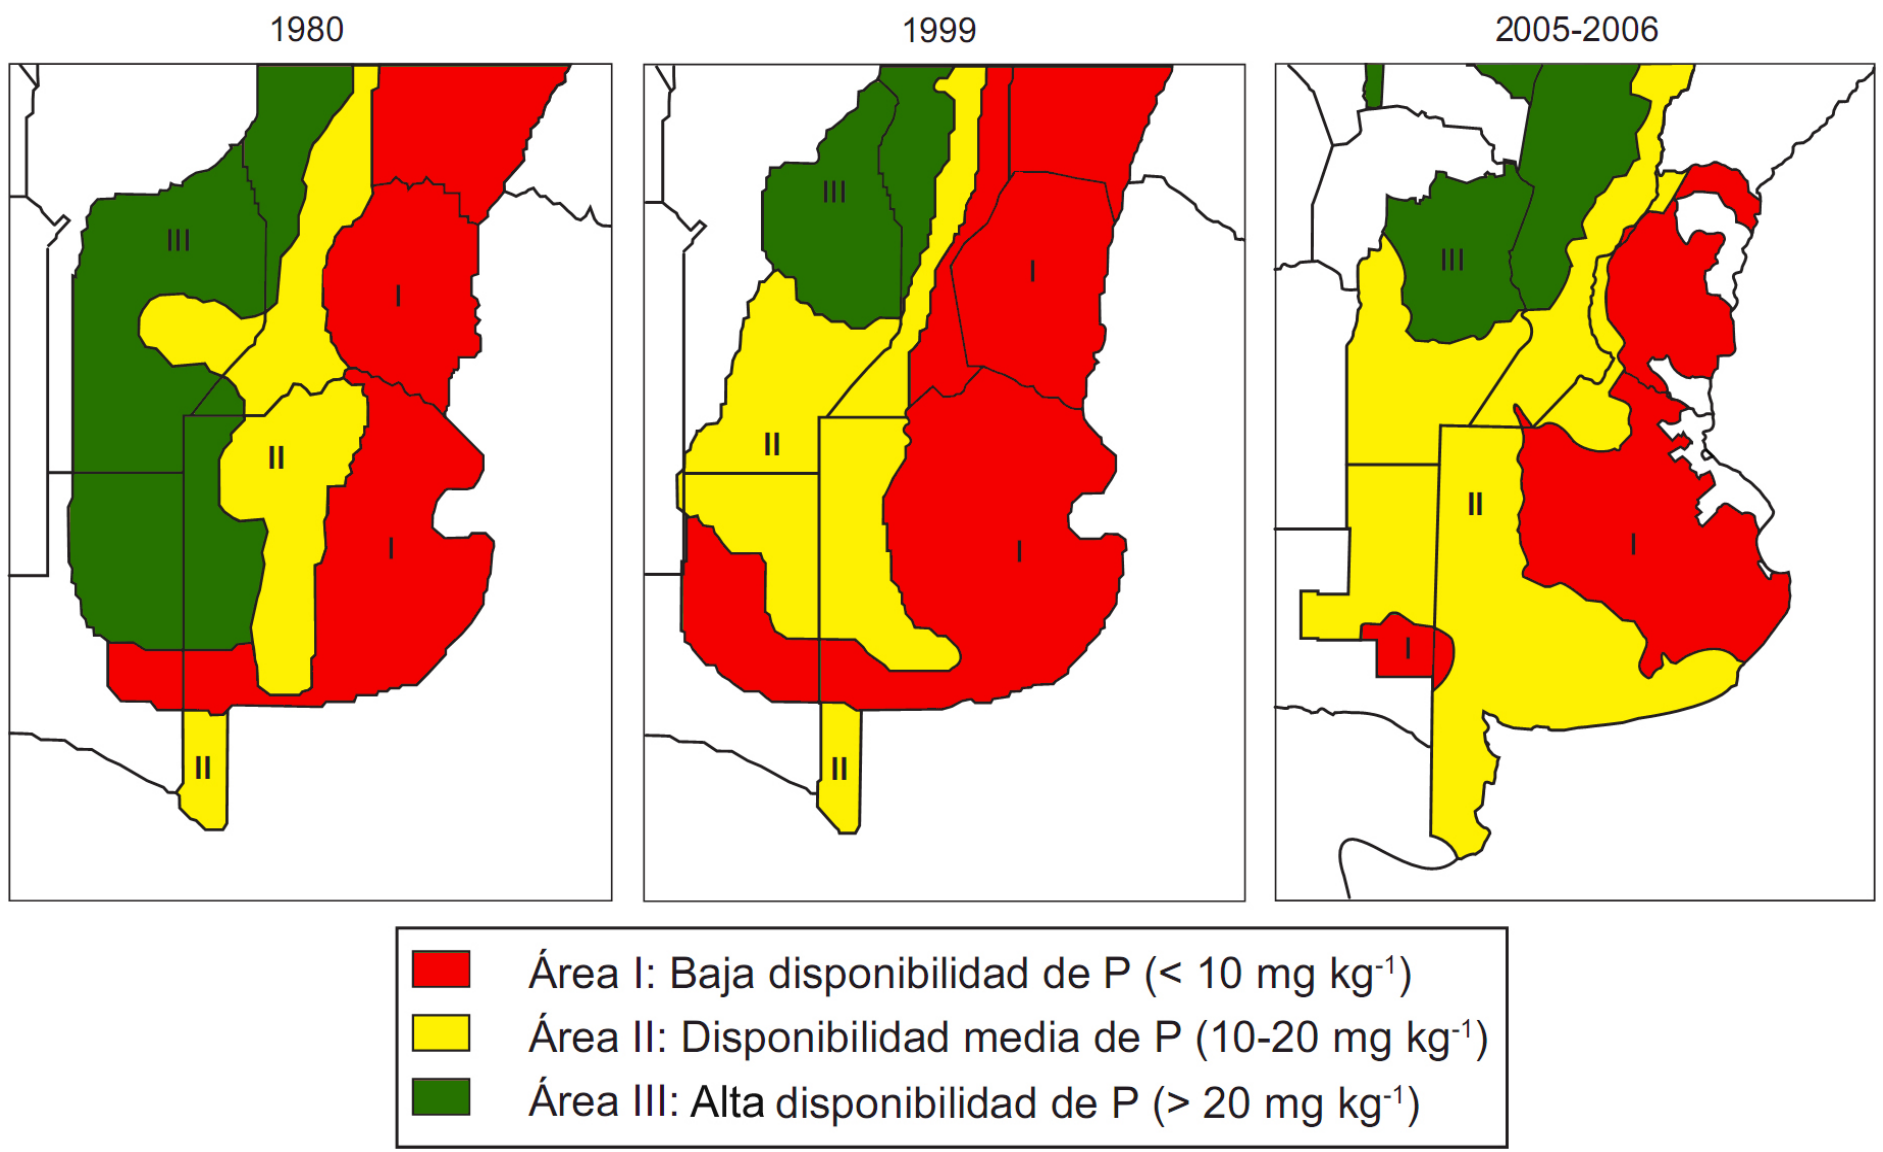 1980
1999
2005-2006
III
I
II
I
II
III
I
II
I
II
III
II
I
I
Área I: Baja disponibilidad de P (< 10 mg kg⁻¹)
Área II: Disponibilidad media de P (10-20 mg kg⁻¹)
Área III: Alta disponibilidad de P (> 20 mg kg⁻¹)